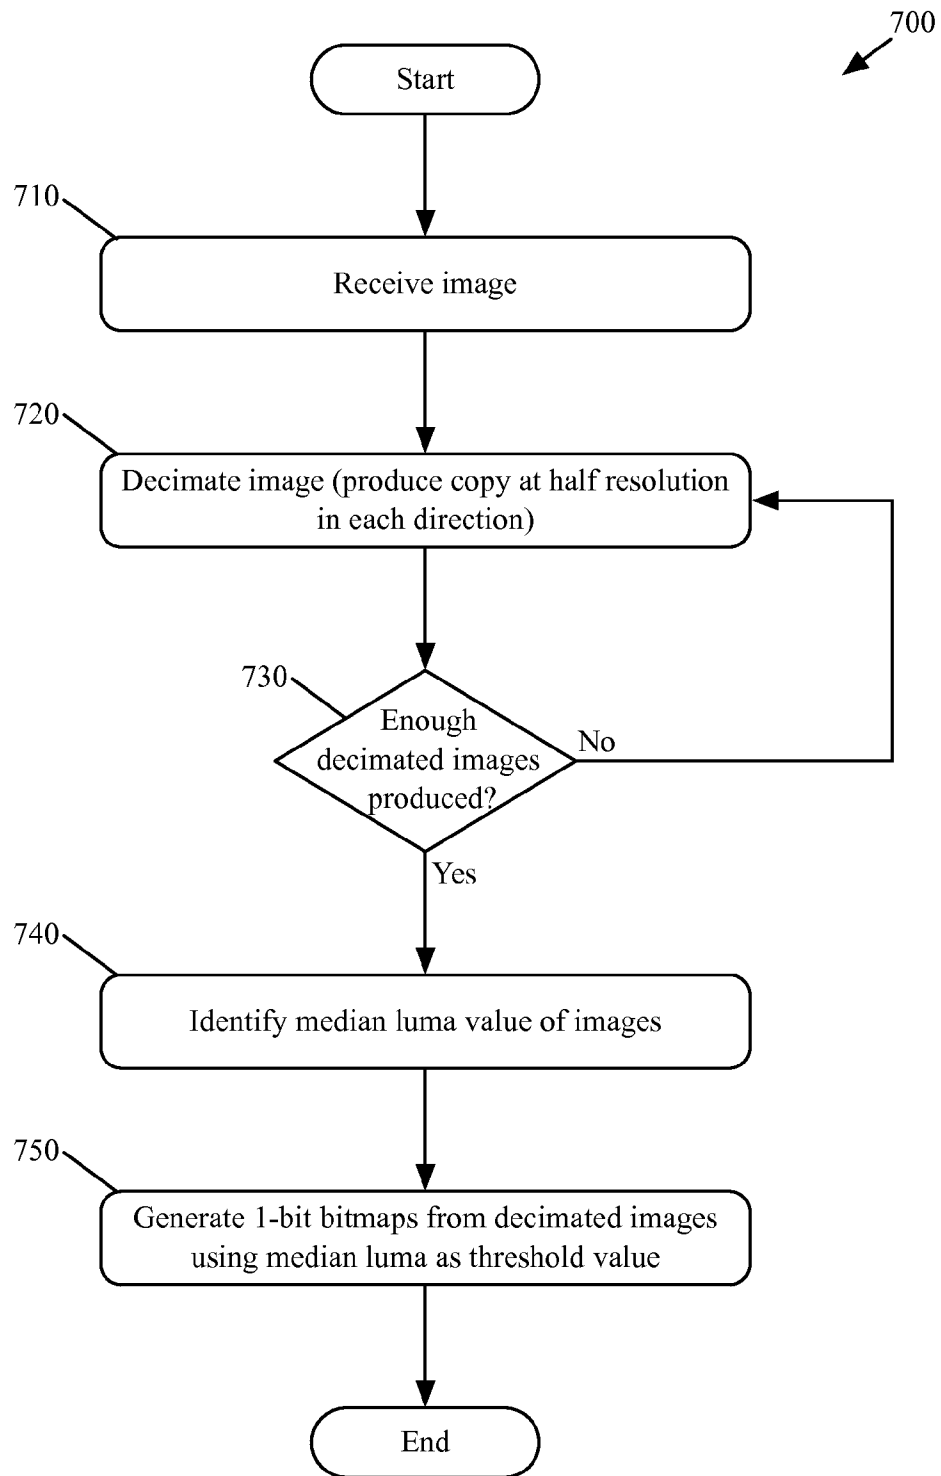 700
Start
710
Receive image
720
Decimate image (produce copy at half resolution
in each direction)
730
Enough
decimated images
produced?
No
Yes
740
Identify median luma value of images
750
Generate 1-bit bitmaps from decimated images
using median luma as threshold value
End